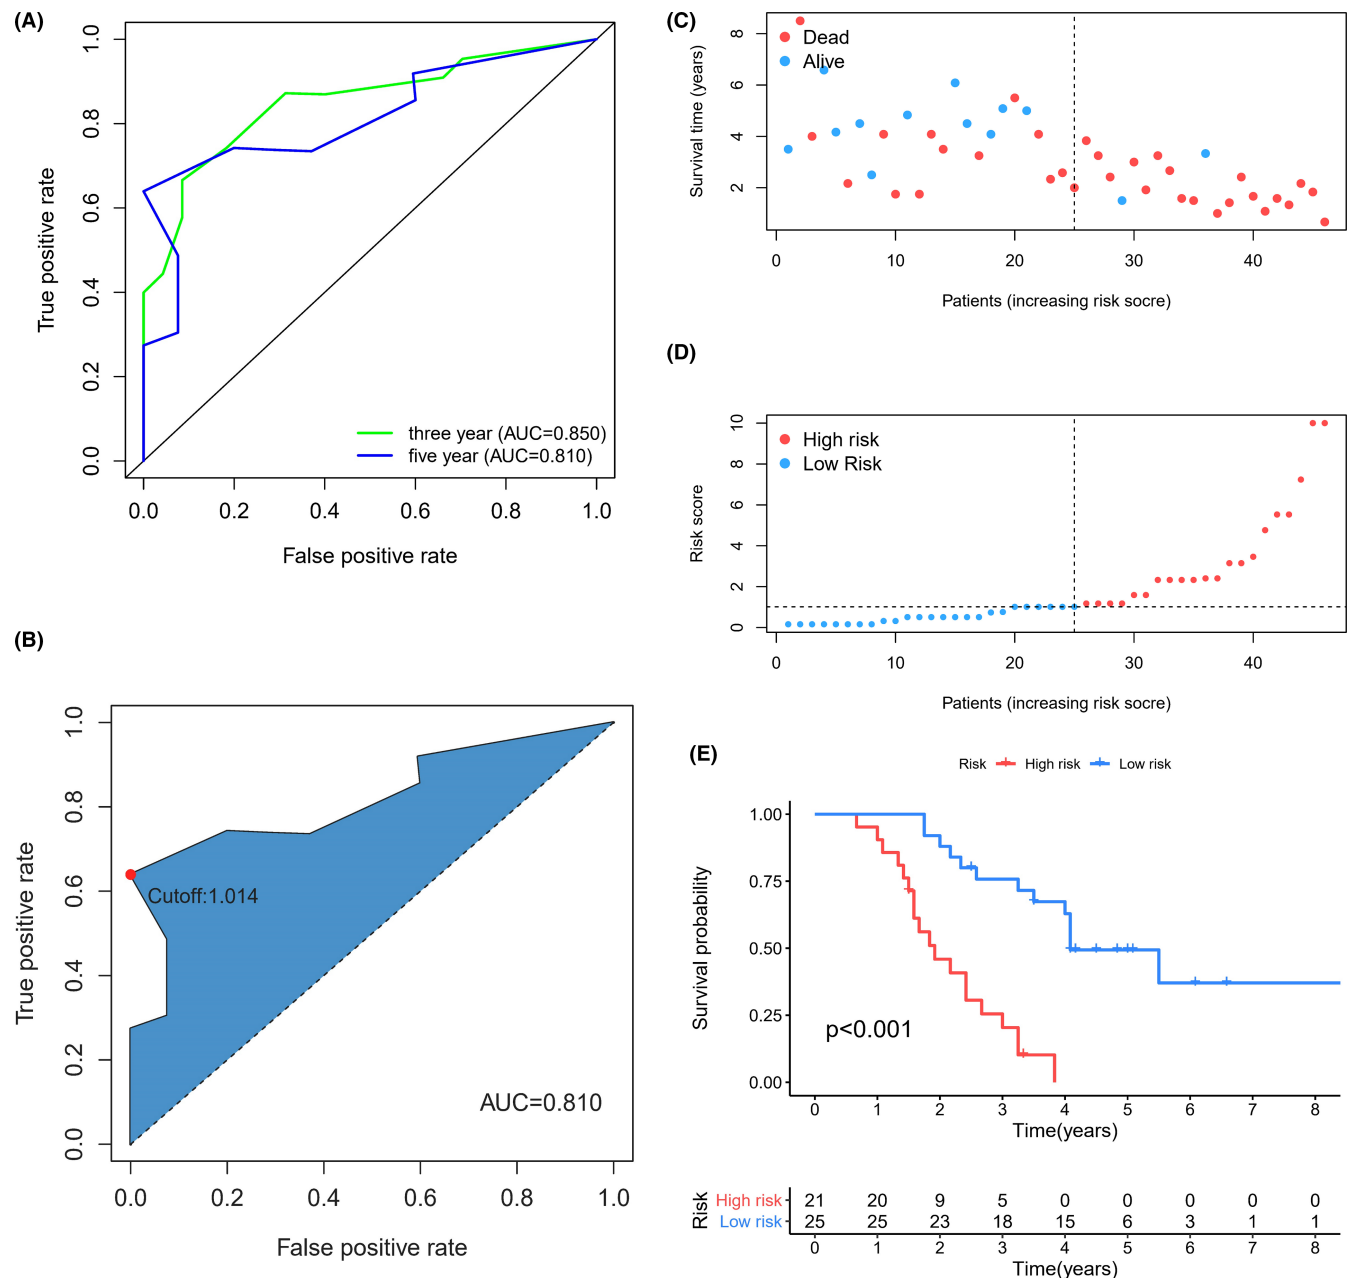 (A)
1.0
0.8
0.6
0.4
0.2
0.0
True positive rate
three year (AUC=0.850)
five year (AUC=0.810)
0.0 0.2 0.4 0.6 0.8 1.0
False positive rate
(B)
1.0
0.8
0.6
0.4
0.2
0.0
True positive rate
Cutoff:1.014
AUC=0.810
0.0 0.2 0.4 0.6 0.8 1.0
False positive rate
(C)
Survival time (years)
8
6
4
2
Dead
Alive
0 10 20 30 40
Patients (increasing risk socre)
(D)
Risk score
10
8
6
4
2
0
High risk
Low Risk
0 10 20 30 40
Patients (increasing risk socre)
(E)
Risk High risk Low risk
Survival probability
1.00
0.75
0.50
0.25
0.00
p<0.001
0 1 2 3 4 5 6 7 8
Time(years)
Risk
High risk 21 20 9 5 0 0 0 0 0
Low risk 25 25 23 18 15 6 3 1 1
0 1 2 3 4 5 6 7 8
Time(years)